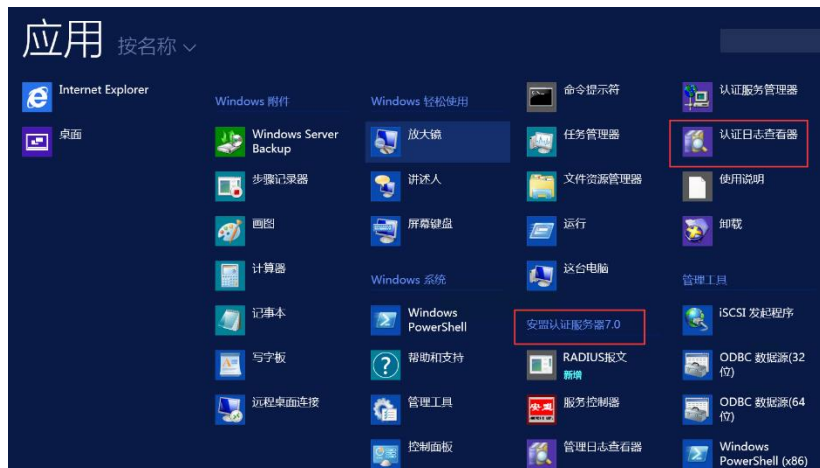 应用 按名称
Internet Explorer
桌面
Windows 附件
Windows Server
Backup
步骤记录器
画图
计算器
记事本
写字板
远程桌面连接
Windows 轻松使用
放大镜
讲述人
屏幕键盘
Windows 系统
Windows
PowerShell
帮助和支持
管理工具
控制面板
命令提示符
任务管理器
文件资源管理器
运行
这台电脑
安盟认证服务器7.0
RADIUS报文
新增
服务控制器
管理日志查看器
认证服务管理器
认证日志查看器
使用说明
卸载
管理工具
iSCSI 发起程序
ODBC 数据源(32
位)
ODBC 数据源(64
位)
Windows
PowerShell (x86)